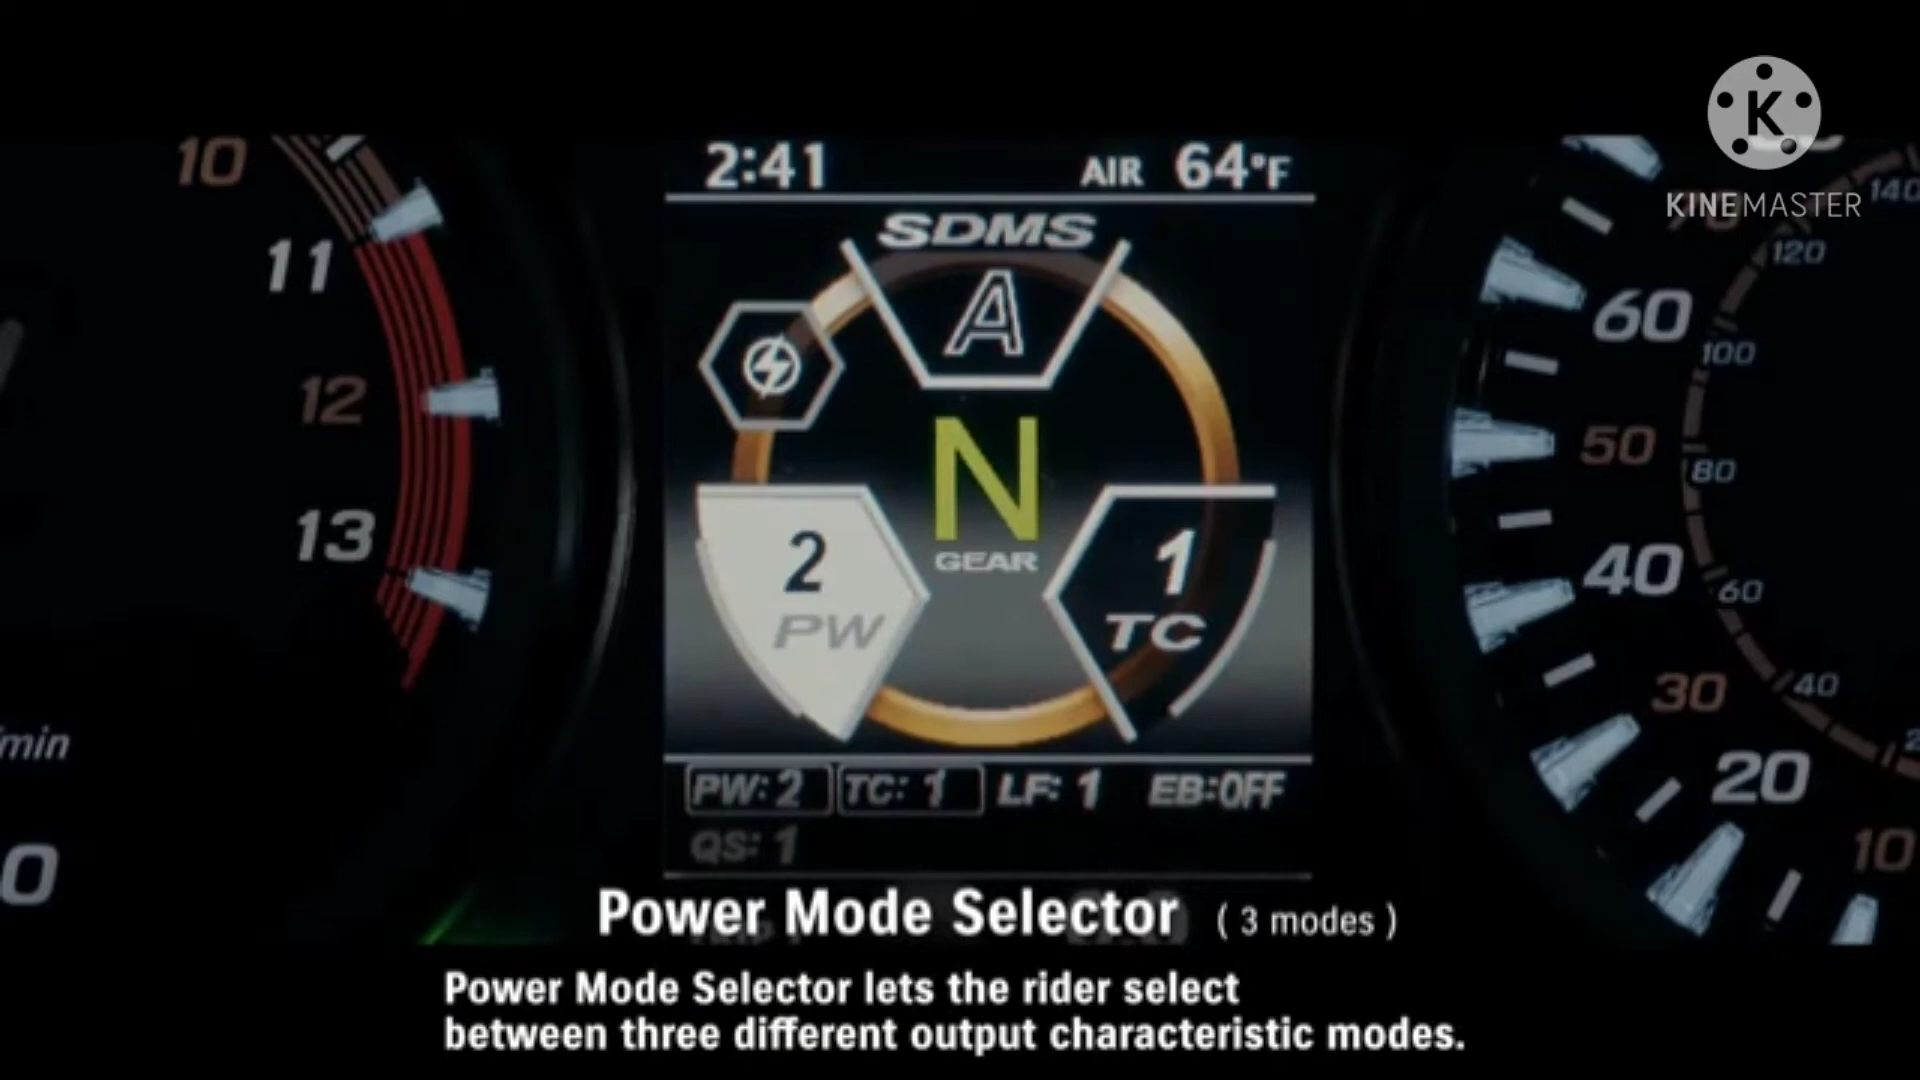 10
11
12
13
/min
0
2:41
AIR 64°F
SDMS
A
N
GEAR
2
PW
1
TC
PW: 2 TC: 1 LF: 1 EB:OFF
QS: 1
K
KINEMASTER
140
120
60
100
50
80
40
60
30
40
20
10
Power Mode Selector ( 3 modes )
Power Mode Selector lets the rider select
between three different output characteristic modes.